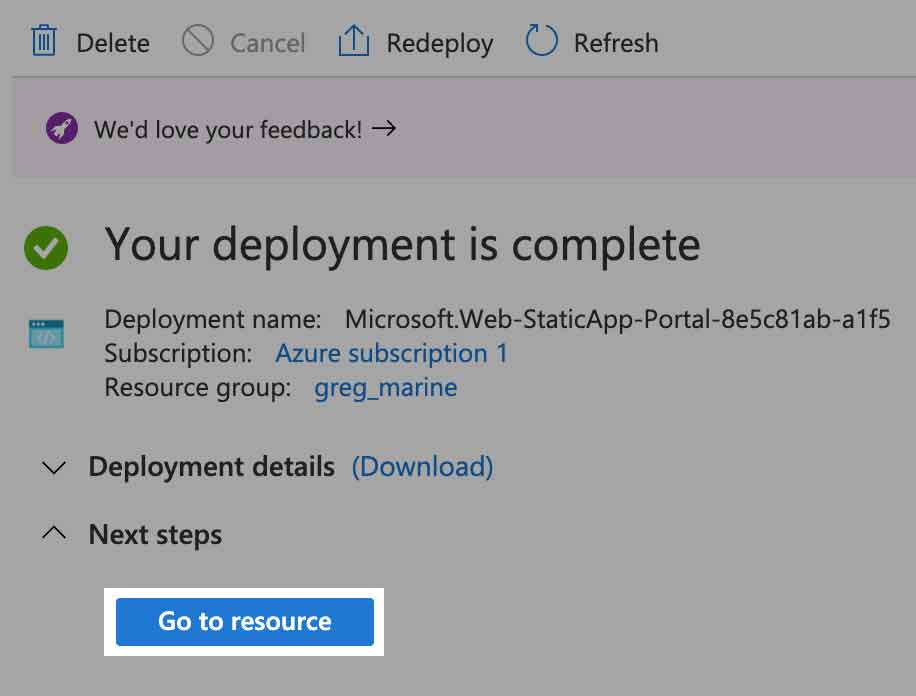 Delete Cancel Redeploy Refresh
We'd love your feedback! →
Your deployment is complete
Deployment name: Microsoft.Web-StaticApp-Portal-8e5c81ab-a1f5
Subscription: Azure subscription 1
Resource group: greg_marine
Deployment details (Download)
Next steps
Go to resource